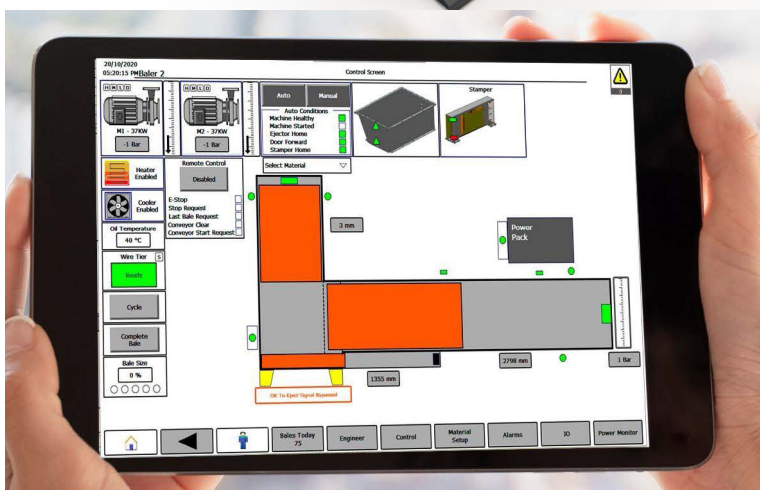 20/10/2020
05:20:15 PM Baler 2
Control Screen
0
H M L D
M1 - 37KW
-1 Bar
H M L D
M2 - 37KW
-1 Bar
Auto
Manual
Auto Conditions
Machine Healthy
Machine Started
Ejector Home
Door Forward
Stamper Home
Stamper
Heater
Enabled
Remote Control
Disabled
Select Material
Cooler
Enabled
E-Stop
Stop Request
Last Bale Request
Conveyor Clear
Conveyor Start Request
Oil Temperature
40 °C
3 mm
Power
Pack
Wire Tier
S
Ready
Cycle
Complete
Bale
Bale Size
0 %
2798 mm
1 Bar
1355 mm
OK To Eject Signal Bypassed
Bales Today
75
Engineer
Control
Material
Setup
Alarms
IO
Power Monitor